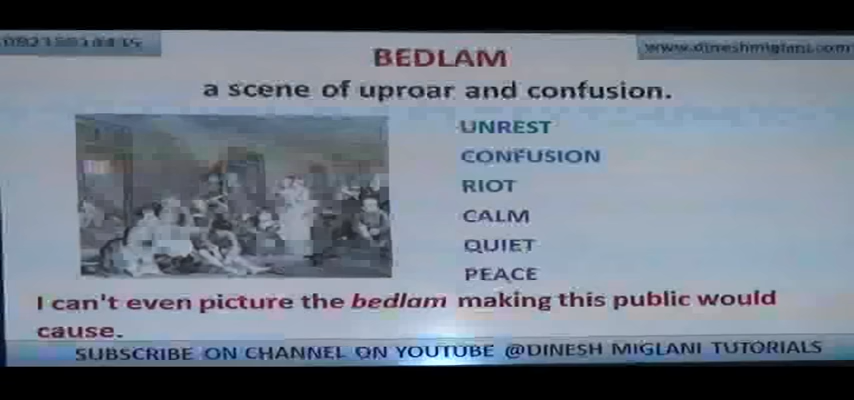 www.dineshmiglani.com
BEDLAM
a scene of uproar and confusion.
UNREST
CONFUSION
RIOT
CALM
QUIET
PEACE
I can't even picture the bedlam making this public would
cause.
SUBSCRIBE ON CHANNEL ON YOUTUBE @DINESH MIGLANI TUTORIALS